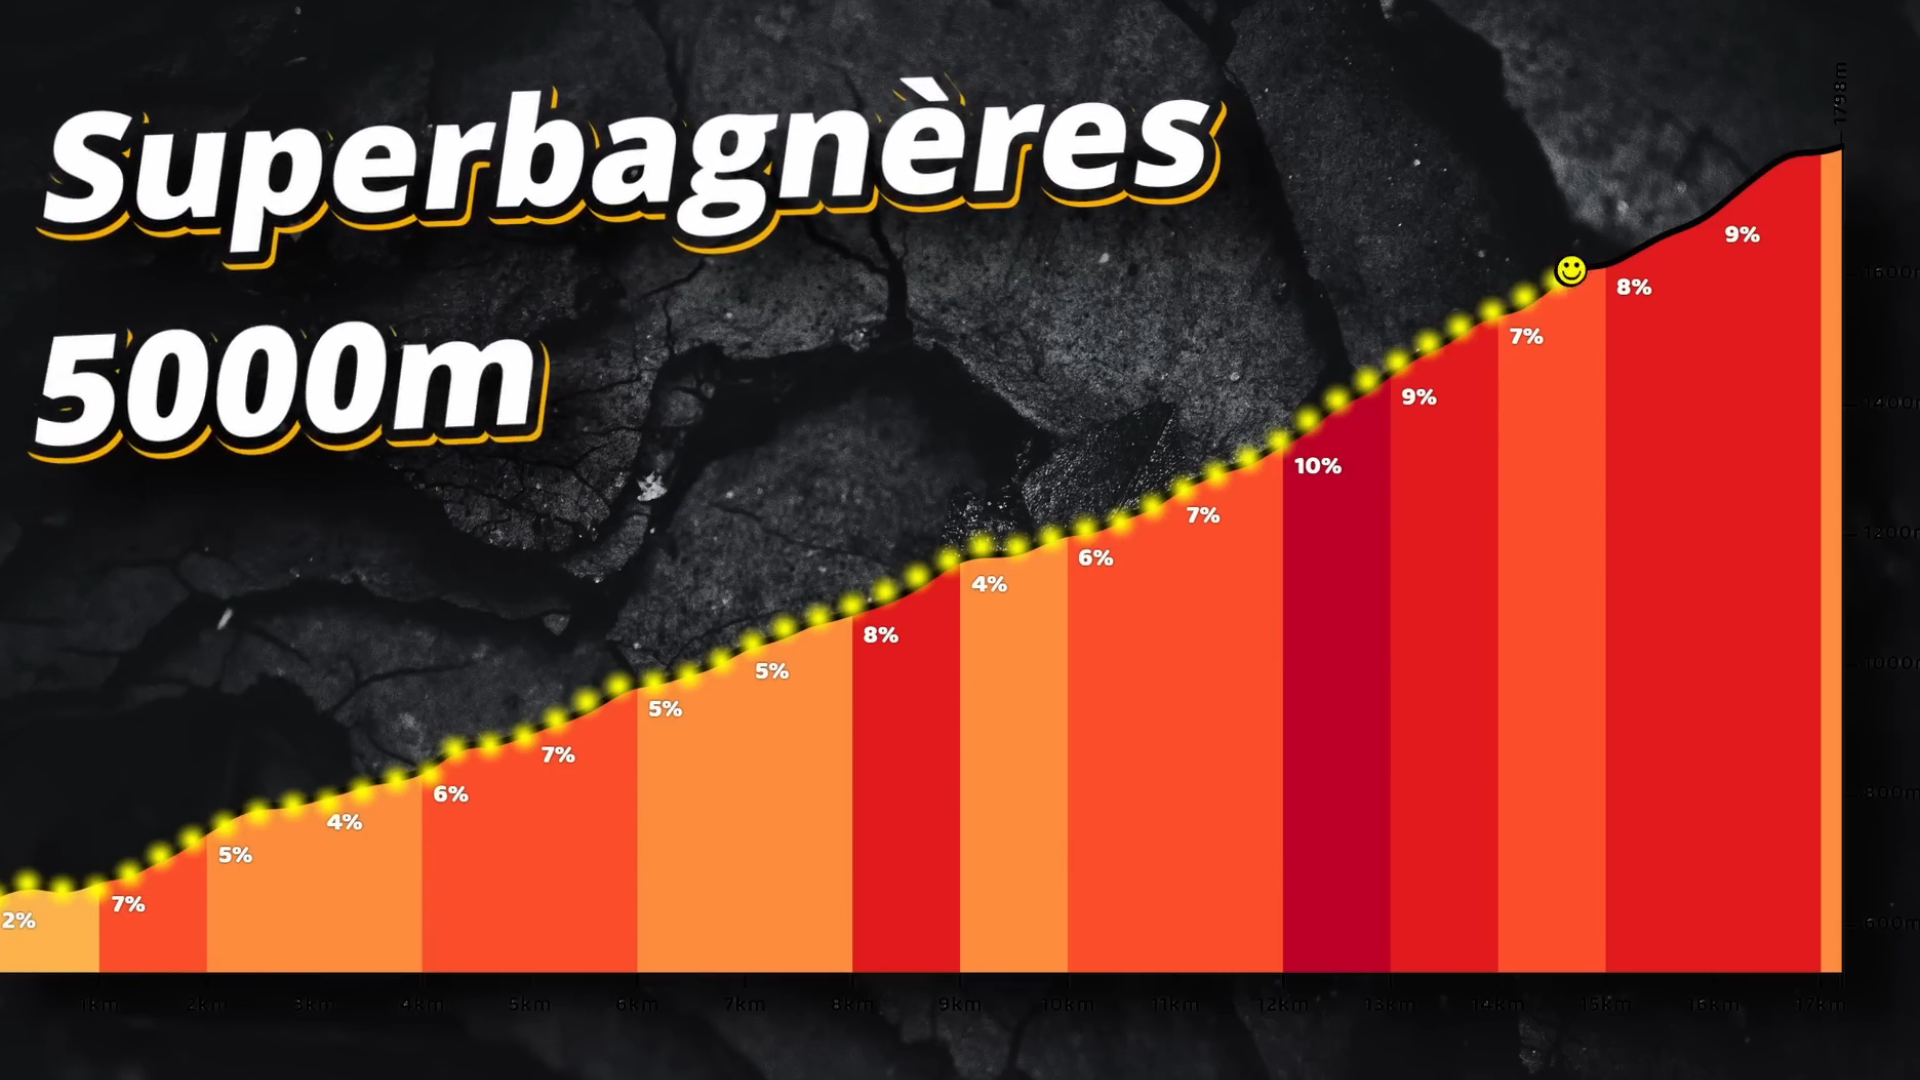 Superbagnères
5000m
1798m
1600m
1400m
1200m
1000m
800m
600m
2%
7%
5%
4%
6%
7%
5%
5%
8%
4%
6%
7%
10%
9%
7%
8%
9%
1km
2km
3km
4km
5km
6km
7km
8km
9km
10km
11km
12km
13km
14km
15km
16km
17km